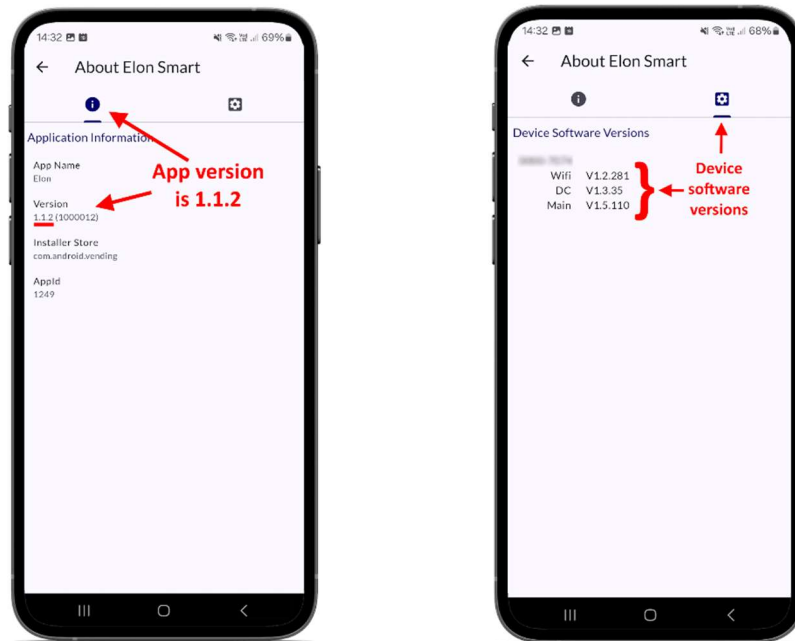 14:32
69%
About Elon Smart
Application Information
App Name
Elon
Version
1.1.2 (1000012)
Installer Store
com.android.vending
AppId
1249
App version
is 1.1.2
14:32
68%
About Elon Smart
Device Software Versions
Wifi V1.2.281
DC V1.3.35
Main V1.5.110
Device
software
versions